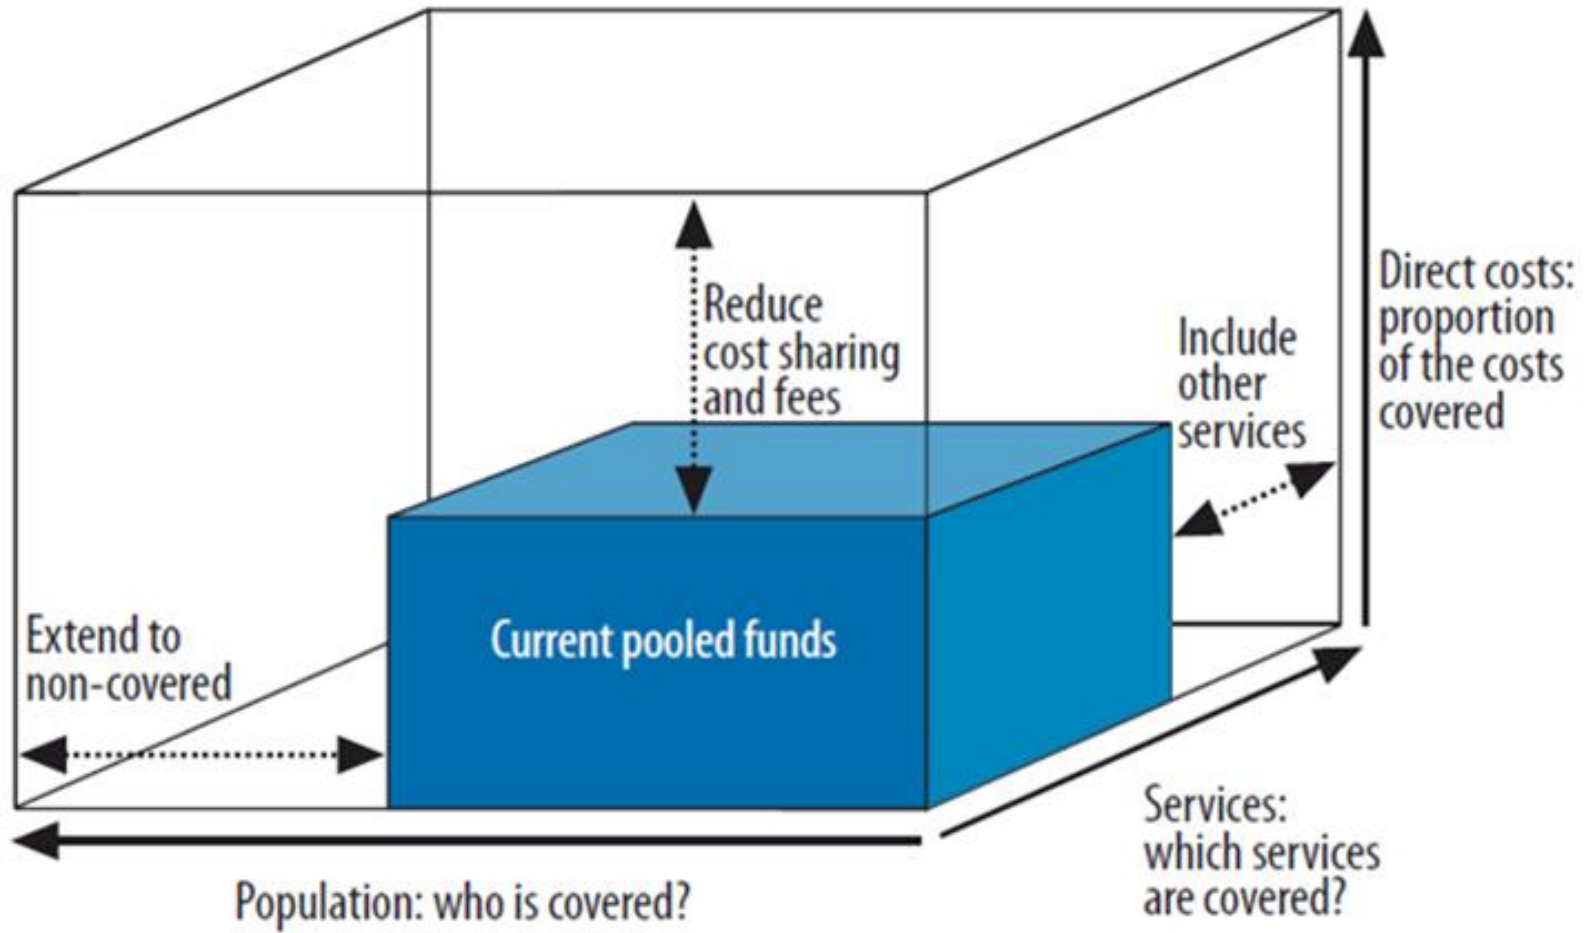 Reduce
cost sharing
and fees
Include
other
services
Direct costs:
proportion
of the costs
covered
Extend to
non-covered
Current pooled funds
Population: who is covered?
Services:
which services
are covered?